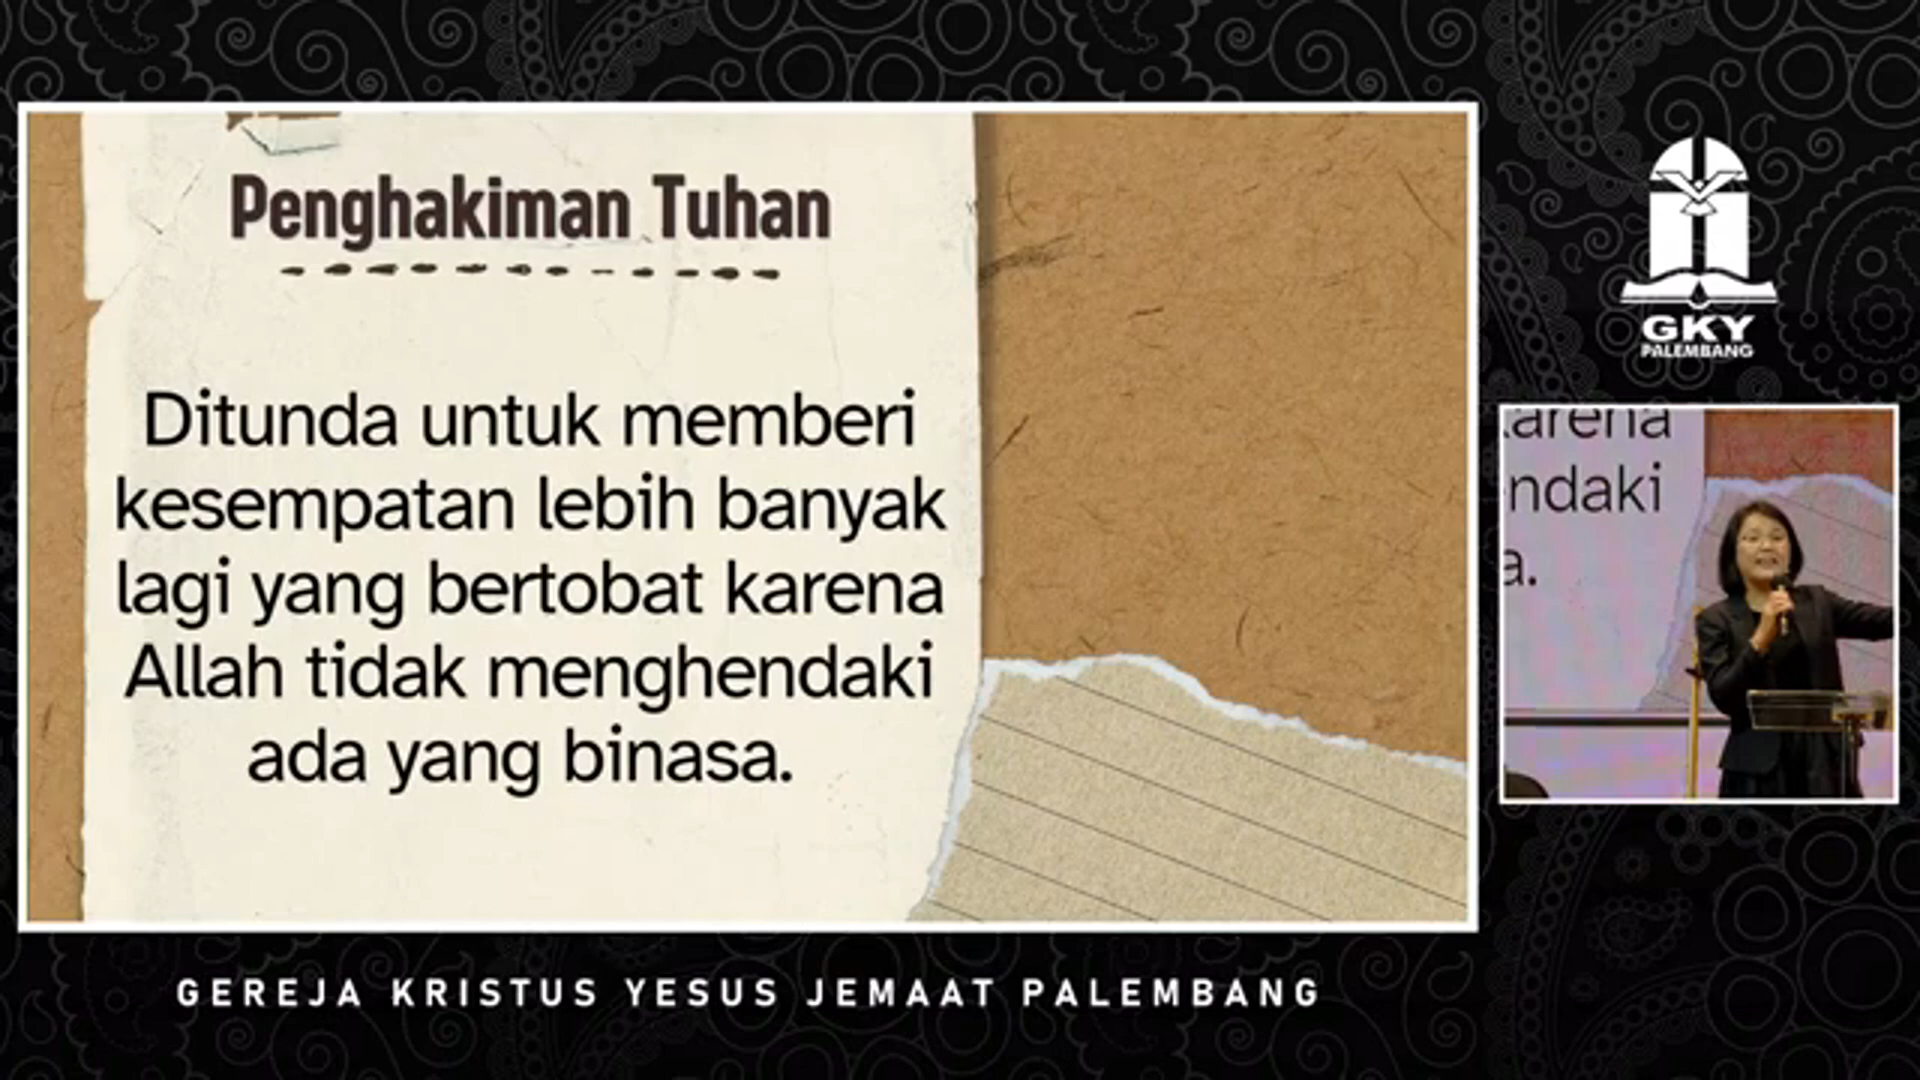 Penghakiman Tuhan
Ditunda untuk memberi
kesempatan lebih banyak
lagi yang bertobat karena
Allah tidak menghendaki
ada yang binasa.
GKY
PALEMBANG
karena
ndaki
a.
GEREJA KRISTUS YESUS JEMAAT PALEMBANG